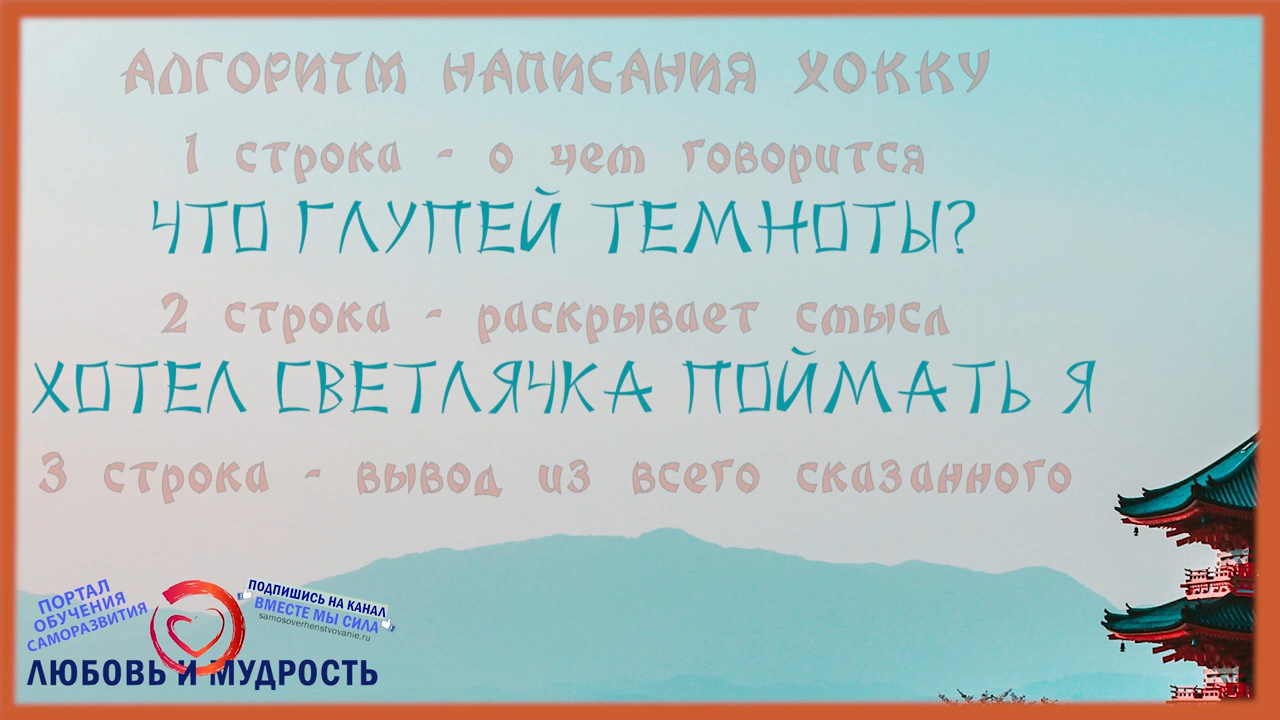 АЛГОРИТМ НАПИСАНИЯ ХОККУ
1 строка - о чем говорится
ЧТО ГЛУПЕЙ ТЕМНОТЫ?
2 строка - раскрывает смысл
ХОТЕЛ СВЕТЛЯЧКА ПОЙМАТЬ Я
3 строка - вывод из всего сказанного
ПОРТАЛ
ОБУЧЕНИЯ
САМОРАЗВИТИЯ
ПОДПИШИСЬ НА КАНАЛ
ВМЕСТЕ МЫ СИЛА
samosoverhenstvovanie.ru
ЛЮБОВЬ И МУДРОСТЬ